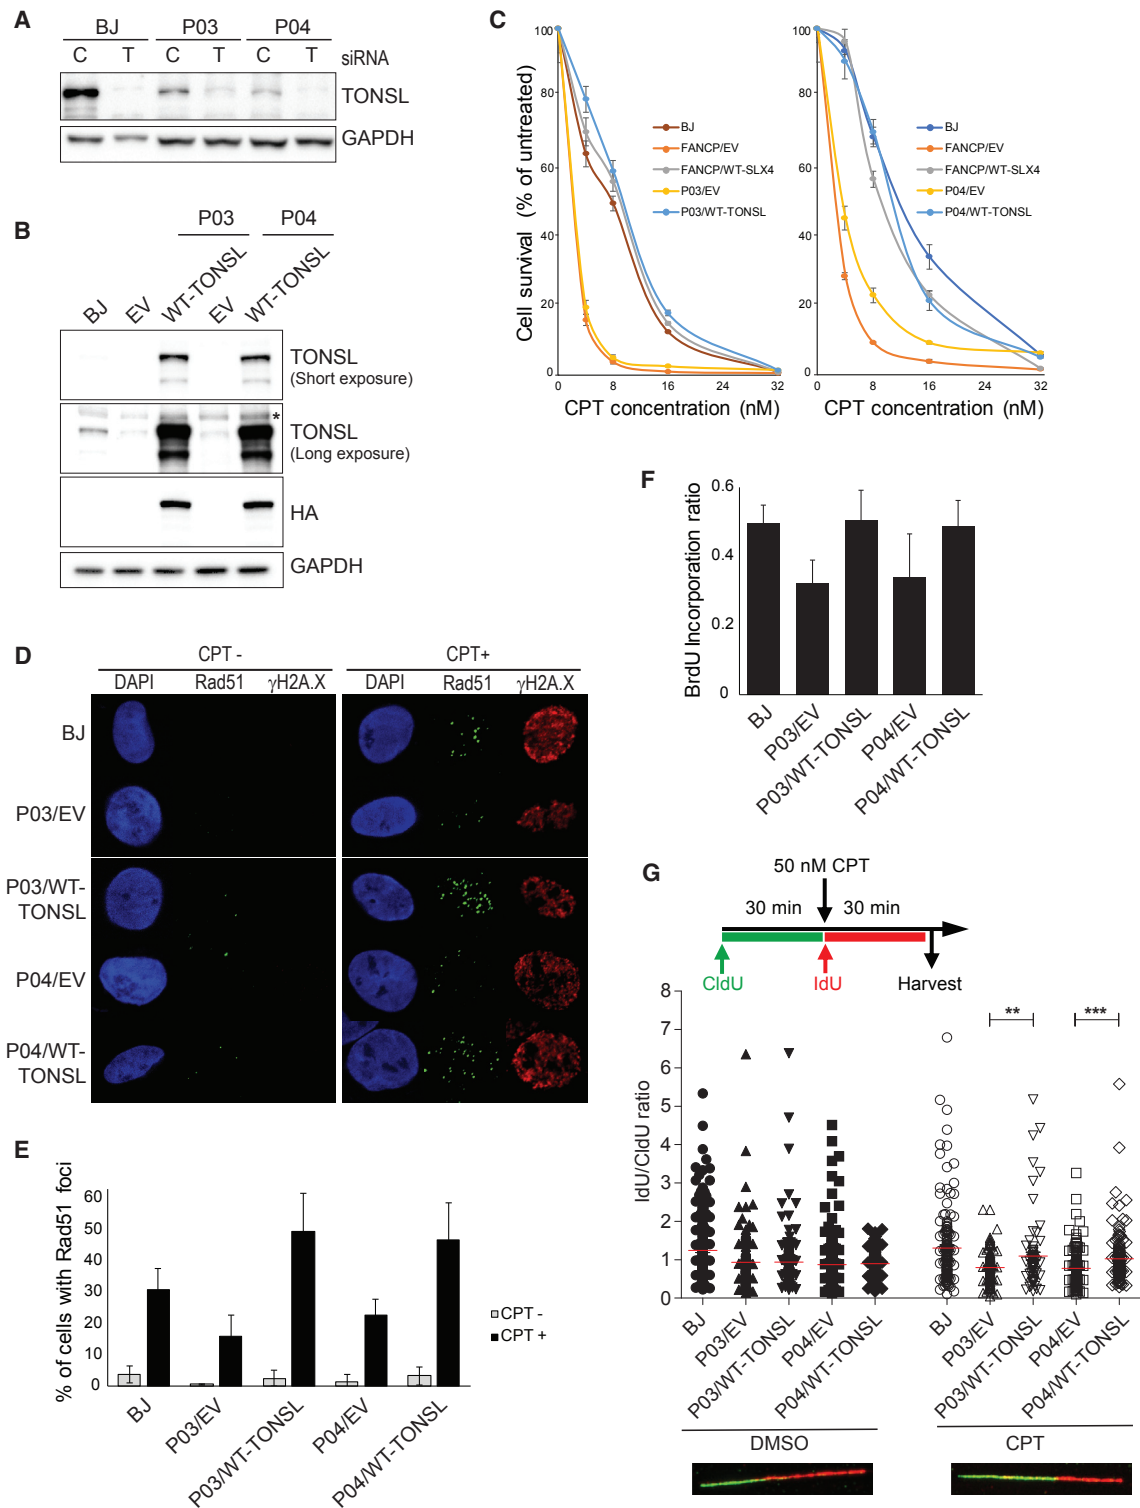 A
BJ P03 P04
C T C T C T siRNA
TONSL
GAPDH
B
P03 P04
BJ EV WT-TONSL EV WT-TONSL
TONSL
(Short exposure)
*
TONSL
(Long exposure)
HA
GAPDH
C
Cell survival (% of untreated)
100
80
60
40
20
0
0 8 16 24 32
CPT concentration (nM)
BJ
FANCP/EV
FANCP/WT-SLX4
P03/EV
P03/WT-TONSL
100
80
60
40
20
0
0 8 16 24 32
CPT concentration (nM)
BJ
FANCP/EV
FANCP/WT-SLX4
P04/EV
P04/WT-TONSL
D
CPT - CPT+
DAPI Rad51 γH2A.X DAPI Rad51 γH2A.X
BJ
P03/EV
P03/WT-
TONSL
P04/EV
P04/WT-
TONSL
E
% of cells with Rad51 foci
60
50
40
30
20
10
0
BJ P03/EV P03/WT-TONSL P04/EV P04/WT-TONSL
CPT -
CPT +
F
BrdU Incorporation ratio
0.6
0.4
0.2
0
BJ P03/EV P03/WT-TONSL P04/EV P04/WT-TONSL
G
50 nM CPT
30 min 30 min
CldU IdU Harvest
IdU/CldU ratio
8
7
6
5
4
3
2
1
0
** ***
BJ P03/EV P03/WT-TONSL P04/EV P04/WT-TONSL BJ P03/EV P03/WT-TONSL P04/EV P04/WT-TONSL
DMSO CPT